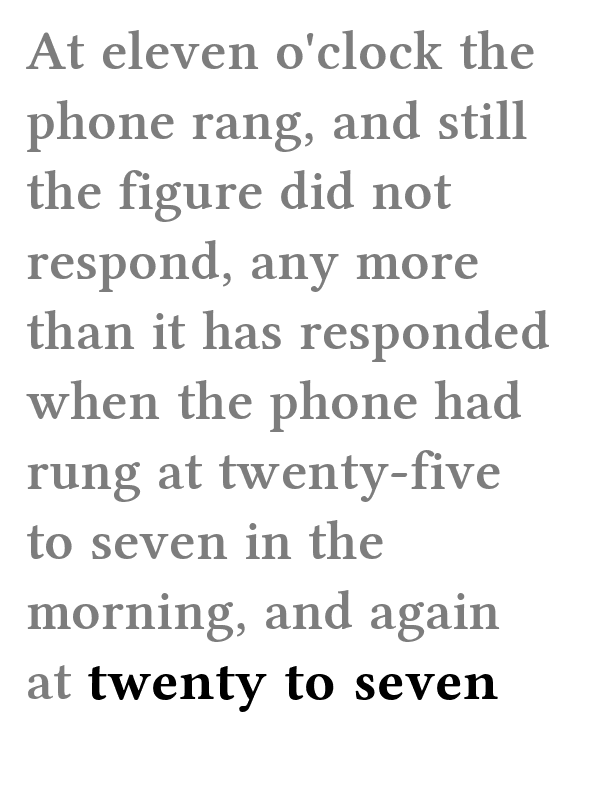 At eleven o'clock the
phone rang, and still
the figure did not
respond, any more
than it has responded
when the phone had
rung at twenty-five
to seven in the
morning, and again
at twenty to seven